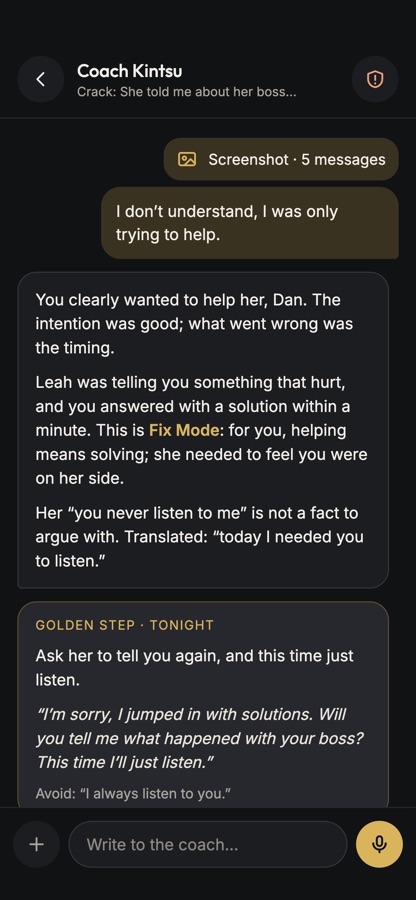 Coach Kintsu
Crack: She told me about her boss...
Screenshot · 5 messages
I don’t understand, I was only
trying to help.
You clearly wanted to help her, Dan. The
intention was good; what went wrong was
the timing.
Leah was telling you something that hurt,
and you answered with a solution within a
minute. This is Fix Mode: for you, helping
means solving; she needed to feel you were
on her side.
Her “you never listen to me” is not a fact to
argue with. Translated: “today I needed you
to listen.”
GOLDEN STEP · TONIGHT
Ask her to tell you again, and this time just
listen.
“I’m sorry, I jumped in with solutions. Will
you tell me what happened with your boss?
This time I’ll just listen.”
Avoid: “I always listen to you.”
Write to the coach...